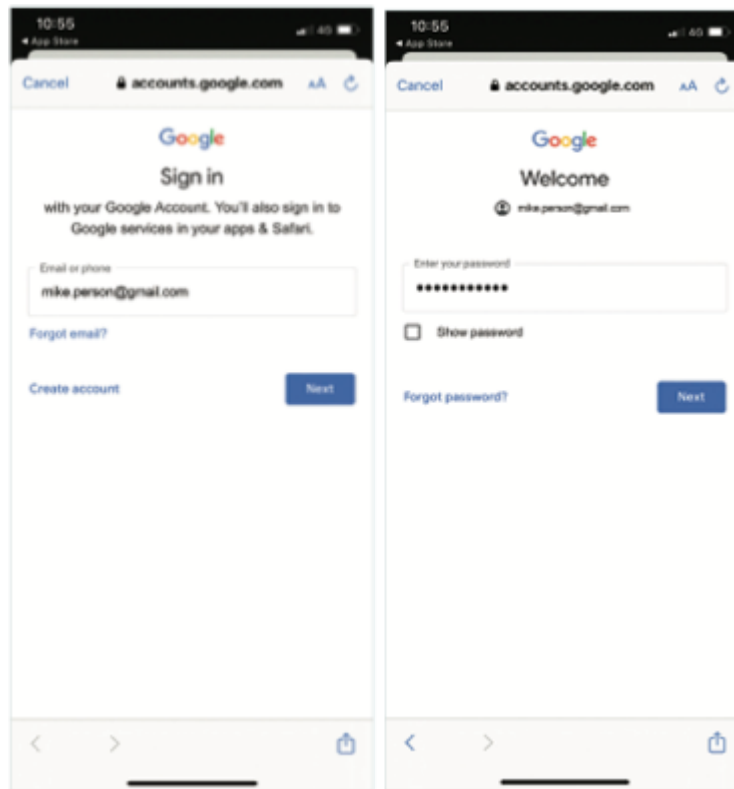 10:55
4G
◀ App Store
Cancel
accounts.google.com
AA
Google
Sign in
with your Google Account. You'll also sign in to
Google services in your apps & Safari.
Email or phone
mike.person@gmail.com
Forgot email?
Create account
Next
10:55
4G
◀ App Store
Cancel
accounts.google.com
AA
Google
Welcome
mike.person@gmail.com
Enter your password
•••••••••••
Show password
Forgot password?
Next